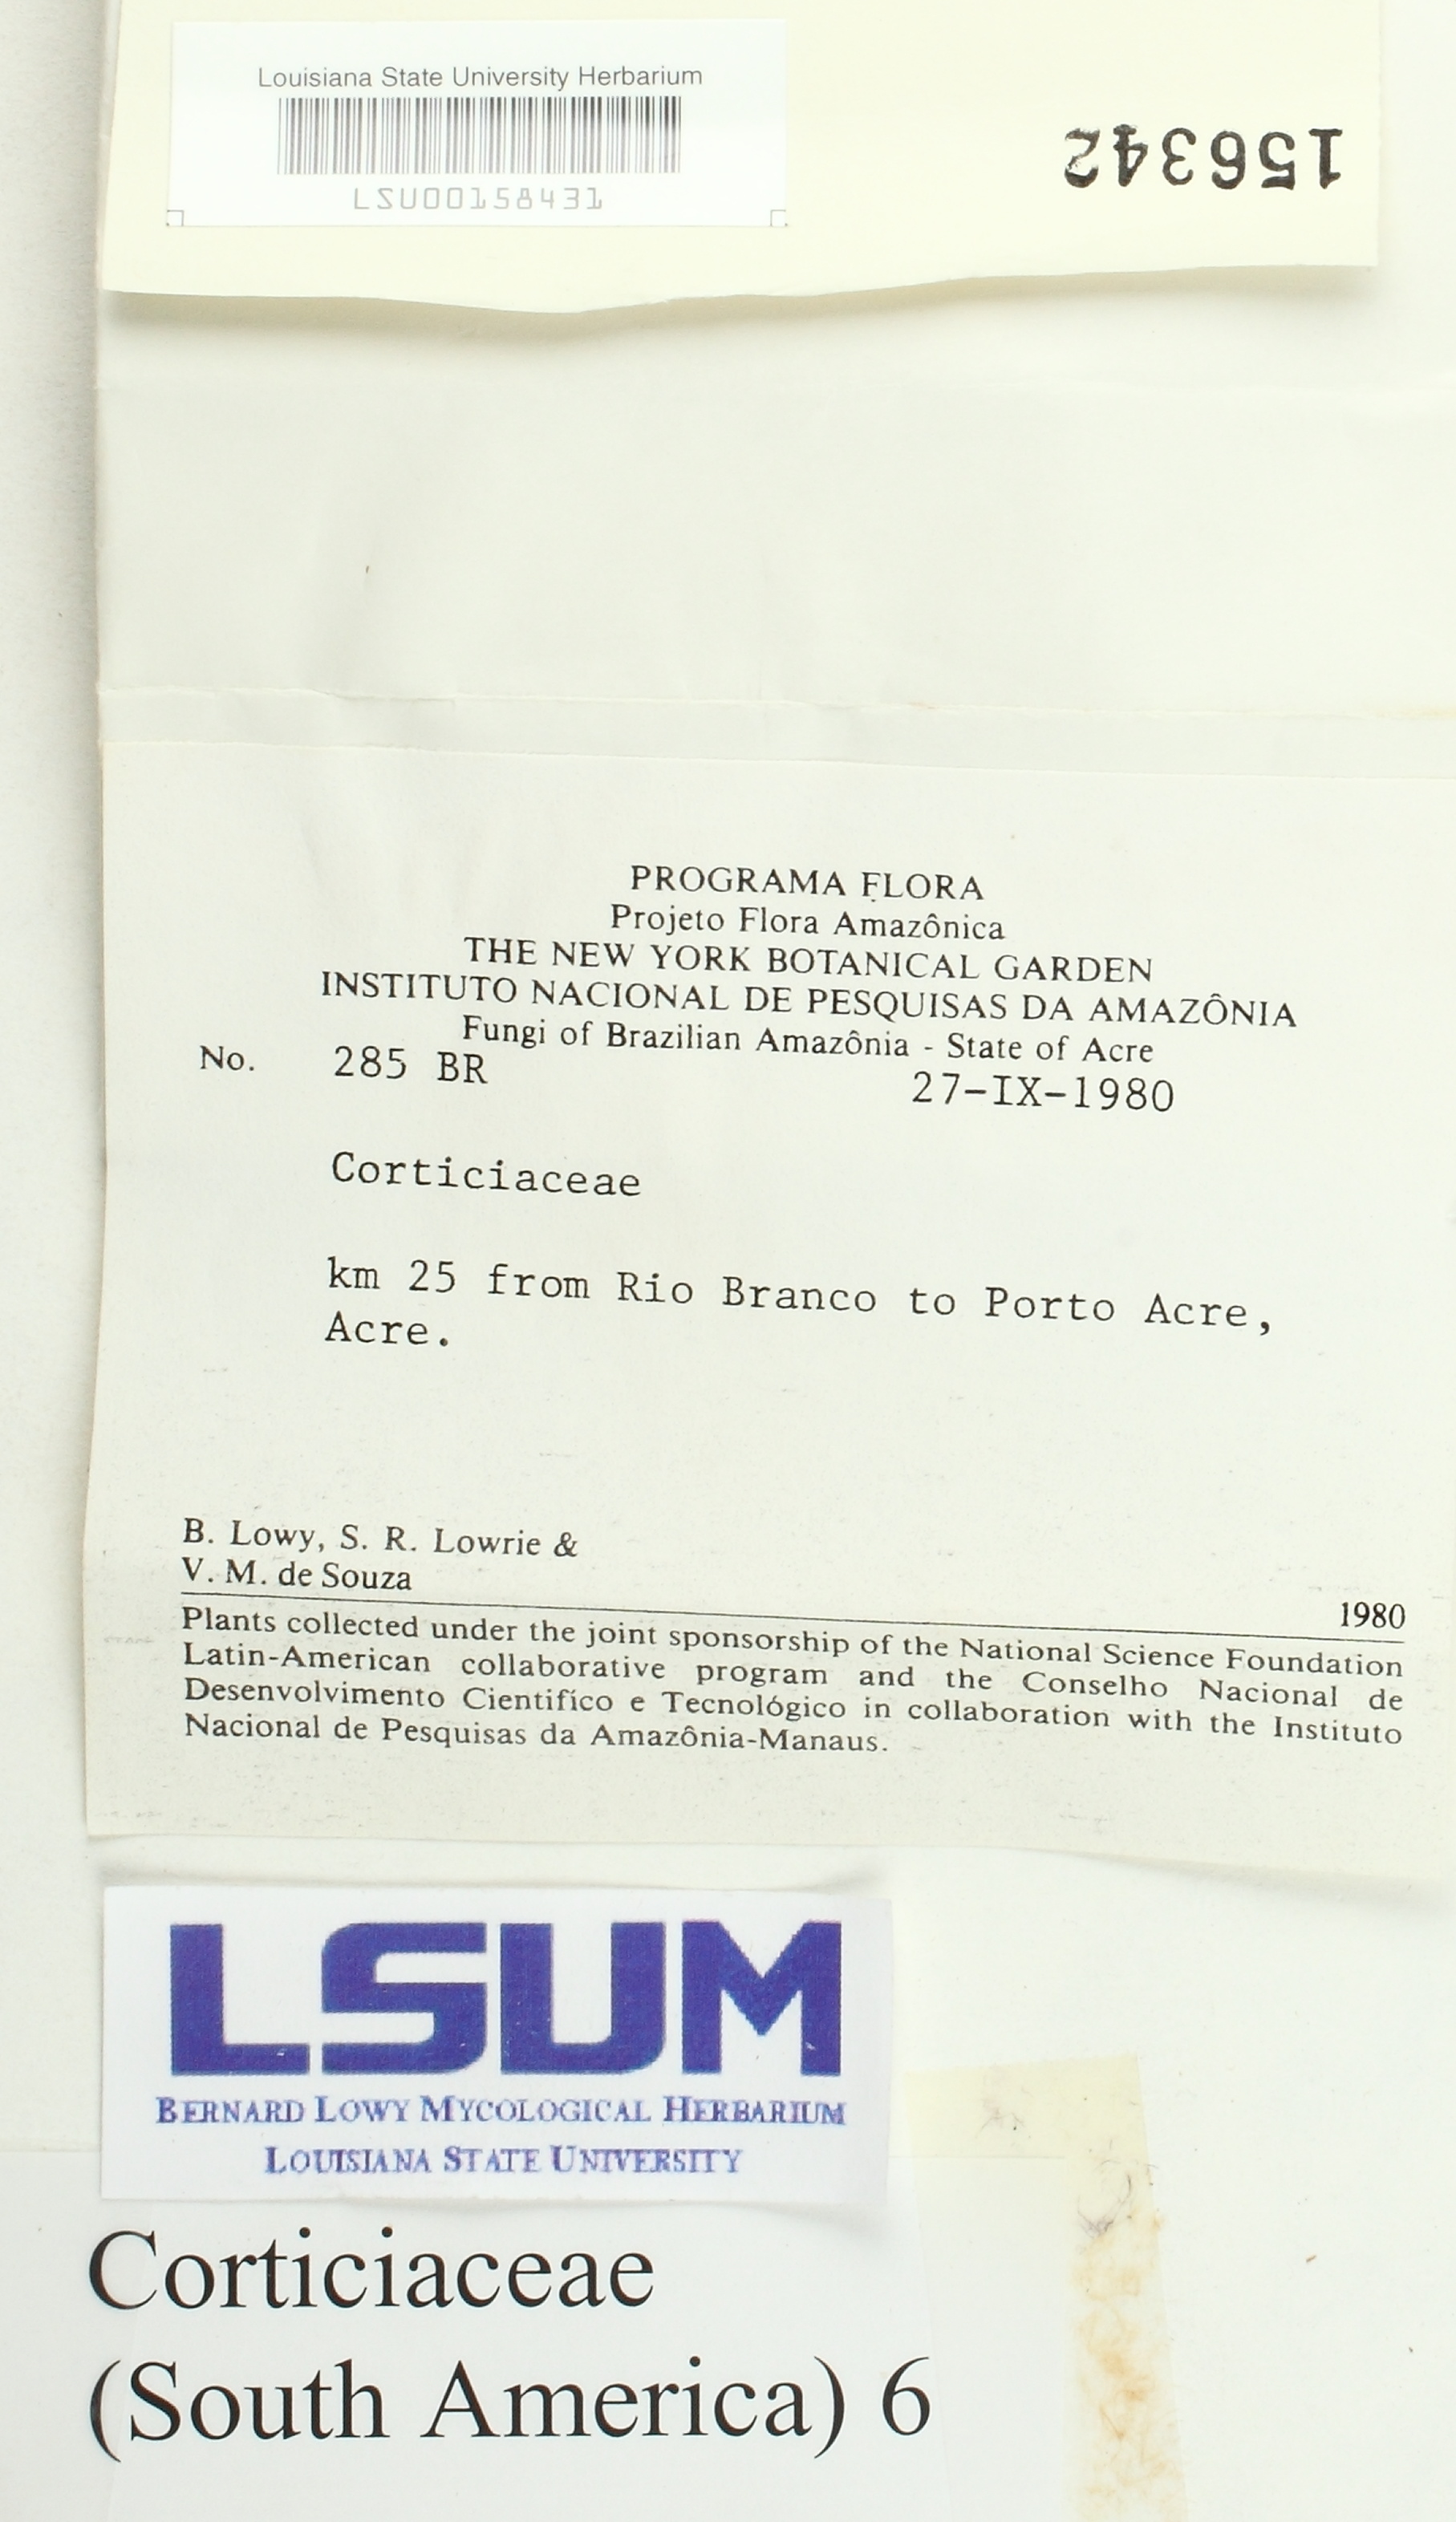 Louisiana State University Herbarium
LSU00158431
156342
PROGRAMA FLORA
Projeto Flora Amazônica
THE NEW YORK BOTANICAL GARDEN
INSTITUTO NACIONAL DE PESQUISAS DA AMAZÔNIA
Fungi of Brazilian Amazônia - State of Acre
No. 285 BR
27-IX-1980
Corticiaceae
km 25 from Rio Branco to Porto Acre,
Acre.
B. Lowy, S. R. Lowrie &
V. M. de Souza
1980
Plants collected under the joint sponsorship of the National Science Foundation
Latin-American collaborative program and the Conselho Nacional de
Desenvolvimento Cientifíco e Tecnológico in collaboration with the Instituto
Nacional de Pesquisas da Amazônia-Manaus.
LSUM
BERNARD LOWY MYCOLOGICAL HERBARIUM
LOUISIANA STATE UNIVERSITY
Corticiaceae
(South America) 6